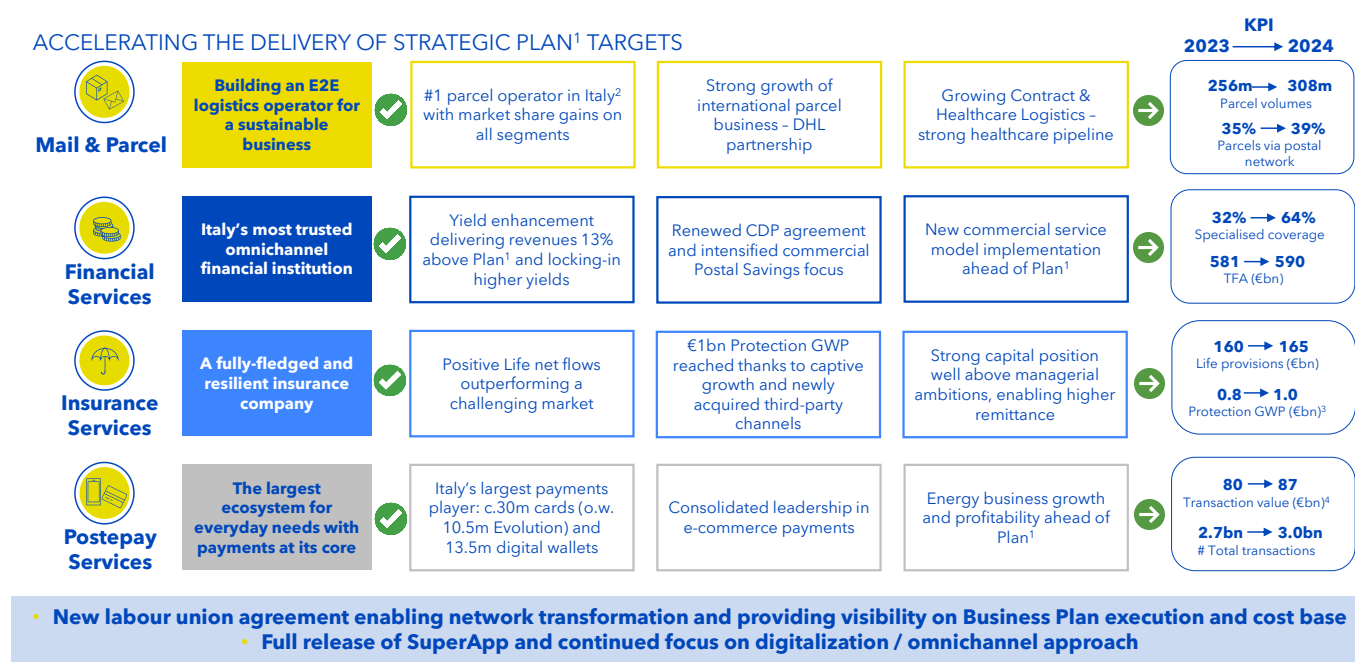 ACCELERATING THE DELIVERY OF STRATEGIC PLAN¹ TARGETS
KPI
2023 → 2024
Mail & Parcel
Building an E2E
logistics operator for
a sustainable
business
#1 parcel operator in Italy²
with market share gains on
all segments
Strong growth of
international parcel
business – DHL
partnership
Growing Contract &
Healthcare Logistics –
strong healthcare pipeline
256m → 308m
Parcel volumes
35% → 39%
Parcels via postal
network
Financial
Services
Italy's most trusted
omnichannel
financial institution
Yield enhancement
delivering revenues 13%
above Plan¹ and locking-in
higher yields
Renewed CDP agreement
and intensified commercial
Postal Savings focus
New commercial service
model implementation
ahead of Plan¹
32% → 64%
Specialised coverage
581 → 590
TFA (€bn)
Insurance
Services
A fully-fledged and
resilient insurance
company
Positive Life net flows
outperforming a
challenging market
€1bn Protection GWP
reached thanks to captive
growth and newly
acquired third-party
channels
Strong capital position
well above managerial
ambitions, enabling higher
remittance
160 → 165
Life provisions (€bn)
0.8 → 1.0
Protection GWP (€bn)³
Postepay
Services
The largest
ecosystem for
everyday needs with
payments at its core
Italy's largest payments
player: c.30m cards (o.w.
10.5m Evolution) and
13.5m digital wallets
Consolidated leadership in
e-commerce payments
Energy business growth
and profitability ahead of
Plan¹
80 → 87
Transaction value (€bn)⁴
2.7bn → 3.0bn
# Total transactions
• New labour union agreement enabling network transformation and providing visibility on Business Plan execution and cost base
• Full release of SuperApp and continued focus on digitalization / omnichannel approach